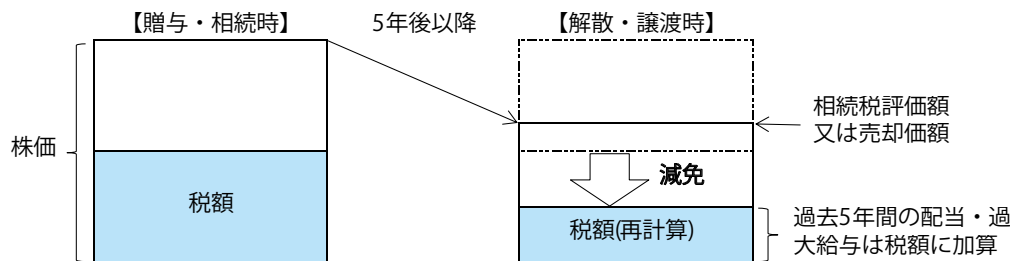 【贈与・相続時】
5年後以降
【解散・譲渡時】
相続税評価額
又は売却価額
株価
減免
税額
税額(再計算)
過去5年間の配当・過
大給与は税額に加算